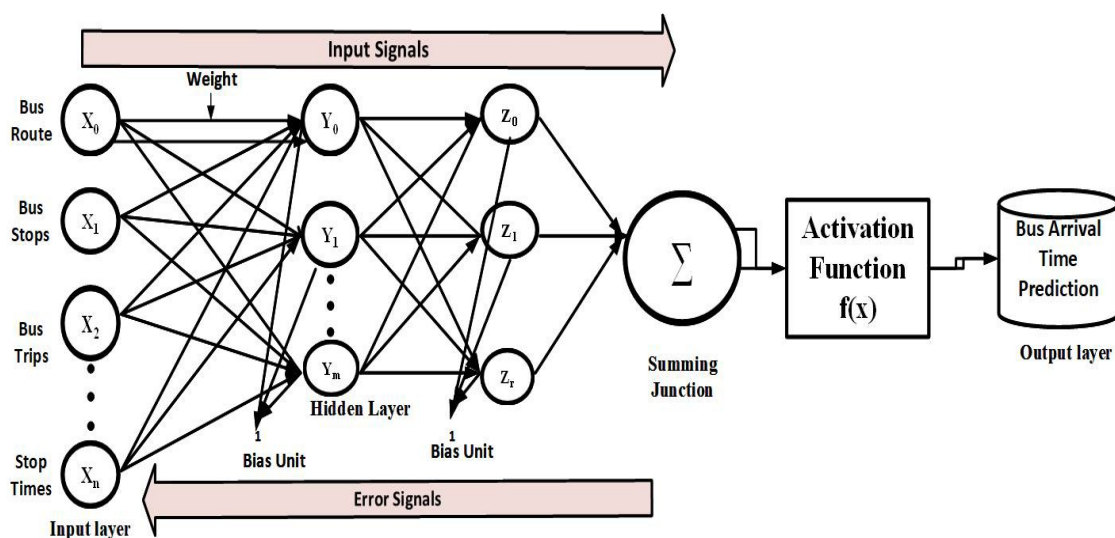 Input Signals
Weight
Bus
Route
X0
Y0
Z0
Bus
Stops
X1
Y1
Z1
Σ
Activation
Function
f(x)
Bus Arrival
Time
Prediction
Bus
Trips
X2
Ym
Zr
Summing
Junction
Output layer
Hidden Layer
1
Bias Unit
1
Bias Unit
Stop
Times
Xn
Error Signals
Input layer